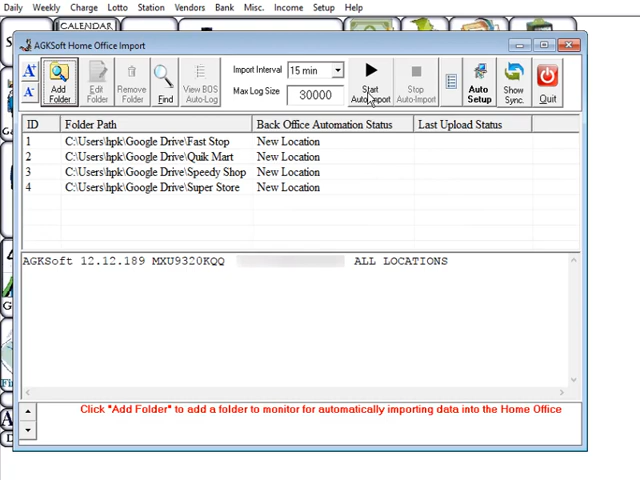 Daily Weekly Charge Lotto Station Vendors Bank Misc. Income Setup Help
CALENDAR
AGKSoft Home Office Import
A+
A-
Add Folder
Edit Folder
Remove Folder
Find
View BOS Auto-Log
Import Interval 15 min
Max Log Size 30000
Start Auto-Import
Stop Auto-Import
Auto Setup
Show Sync.
Quit
ID Folder Path Back Office Automation Status Last Upload Status
1 C:\Users\hpk\Google Drive\Fast Stop New Location
2 C:\Users\hpk\Google Drive\Quik Mart New Location
3 C:\Users\hpk\Google Drive\Speedy Shop New Location
4 C:\Users\hpk\Google Drive\Super Store New Location
AGKSoft 12.12.189 MXU9320KQQ ALL LOCATIONS
Click "Add Folder" to add a folder to monitor for automatically importing data into the Home Office